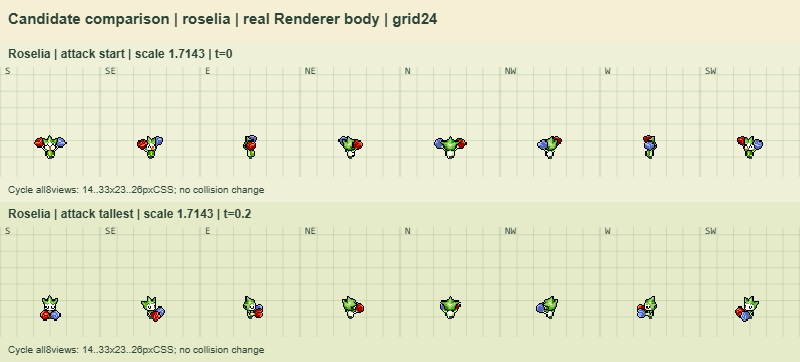 Candidate comparison | roselia | real Renderer body | grid24
Roselia | attack start | scale 1.7143 | t=0
S SE E NE N NW W SW
Cycle all8views: 14..33x23..26pxCSS; no collision change
Roselia | attack tallest | scale 1.7143 | t=0.2
S SE E NE N NW W SW
Cycle all8views: 14..33x23..26pxCSS; no collision change